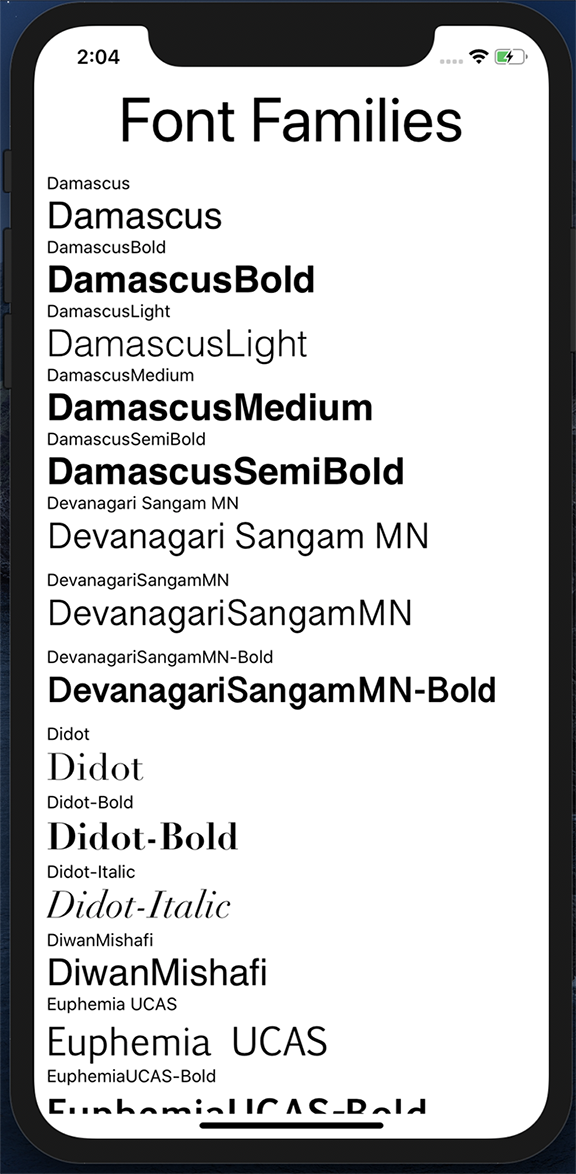 2:04
Font Families
Damascus
Damascus
DamascusBold
DamascusBold
DamascusLight
DamascusLight
DamascusMedium
DamascusMedium
DamascusSemiBold
DamascusSemiBold
Devanagari Sangam MN
Devanagari Sangam MN
DevanagariSangamMN
DevanagariSangamMN
DevanagariSangamMN-Bold
DevanagariSangamMN-Bold
Didot
Didot
Didot-Bold
Didot-Bold
Didot-Italic
Didot-Italic
DiwanMishafi
DiwanMishafi
Euphemia UCAS
Euphemia UCAS
EuphemiaUCAS-Bold
EuphemiaUCAS-Bold